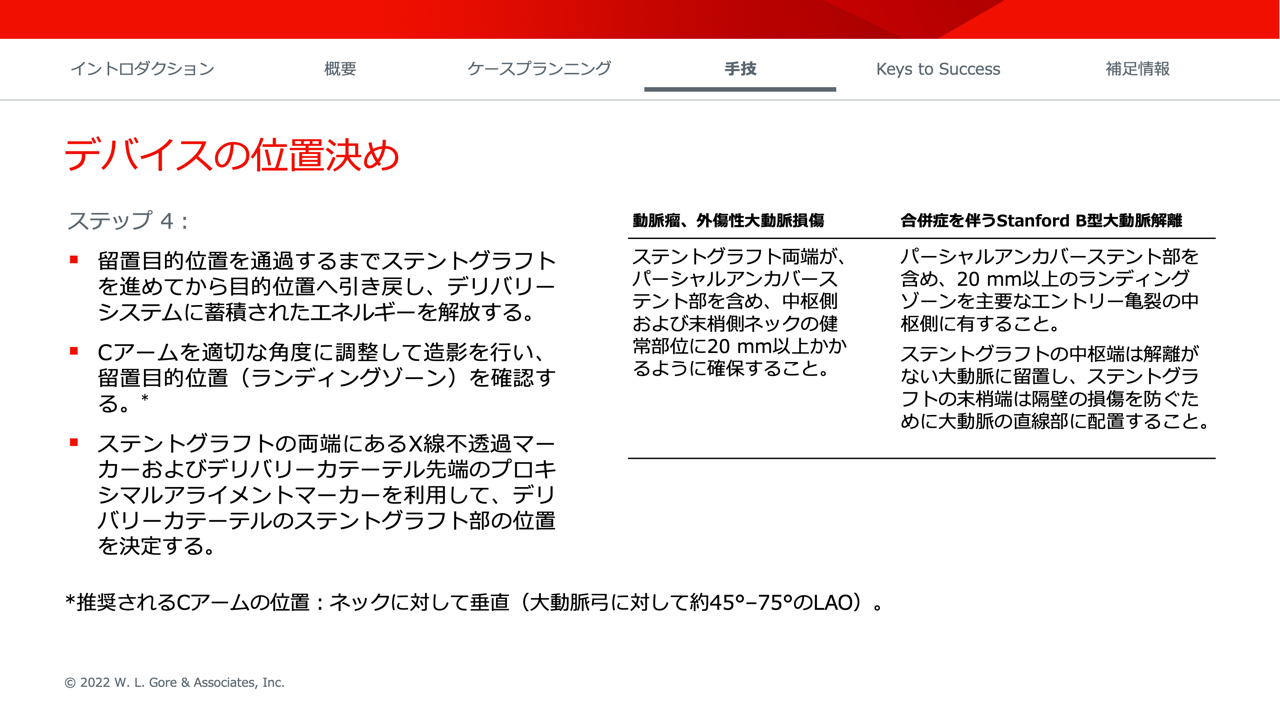 イントロダクション
概要
ケースプランニング
手技
Keys to Success
補足情報
デバイスの位置決め
ステップ 4：
▪ 留置目的位置を通過するまでステントグラフト
を進めてから目的位置へ引き戻し、デリバリー
システムに蓄積されたエネルギーを解放する。
▪ Cアームを適切な角度に調整して造影を行い、
留置目的位置（ランディングゾーン）を確認す
る。*
▪ ステントグラフトの両端にあるX線不透過マー
カーおよびデリバリーカテーテル先端のプロキ
シマルアライメントマーカーを利用して、デリ
バリーカテーテルのステントグラフト部の位置
を決定する。
動脈瘤、外傷性大動脈損傷
ステントグラフト両端が、
パーシャルアンカバース
テント部を含め、中枢側
および末梢側ネックの健
常部位に20 mm以上かか
るように確保すること。
合併症を伴うStanford B型大動脈解離
パーシャルアンカバーステント部を
含め、20 mm以上のランディング
ゾーンを主要なエントリー亀裂の中
枢側に有すること。
ステントグラフトの中枢端は解離が
ない大動脈に留置し、ステントグラ
フトの末梢端は隔壁の損傷を防ぐた
めに大動脈の直線部に配置すること。
*推奨されるCアームの位置：ネックに対して垂直（大動脈弓に対して約45°–75°のLAO）。
© 2022 W. L. Gore & Associates, Inc.